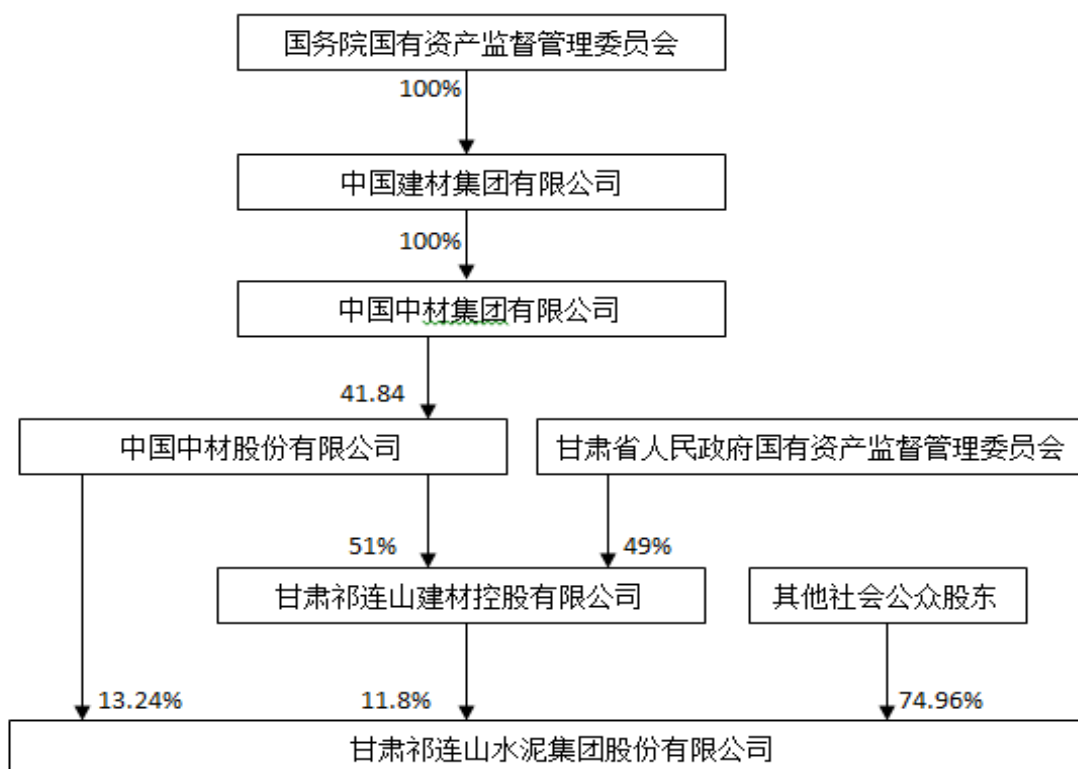 国务院国有资产监督管理委员会
100%
中国建材集团有限公司
100%
中国中材集团有限公司
41.84
中国中材股份有限公司
甘肃省人民政府国有资产监督管理委员会
51%
49%
甘肃祁连山建材控股有限公司
其他社会公众股东
13.24%
11.8%
74.96%
甘肃祁连山水泥集团股份有限公司